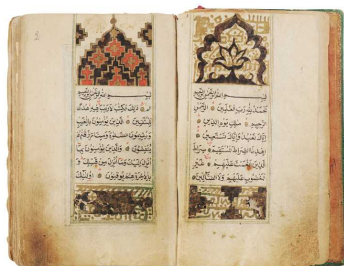 بسم الله الرحمن الرحيم
الحمد لله رب العلمين الرحمن
الرحيم ملك يوم الدين اياك
نعبد واياك نستعين
اهدنا الصراط المستقيم صراط
الذين انعمت عليهم غير
المغضوب عليهم ولا الضالين
بسم الله الرحمن الرحيم
الم ذلك الكتب لا ريب فيه هدى
للمتقين الذين يؤمنون بالغيب
ويقيمون الصلوة ومما رزقنهم
ينفقون والذين يؤمنون بما
انزل اليك وما انزل من قبلك و
بالاخرة هم يوقنون اولئك